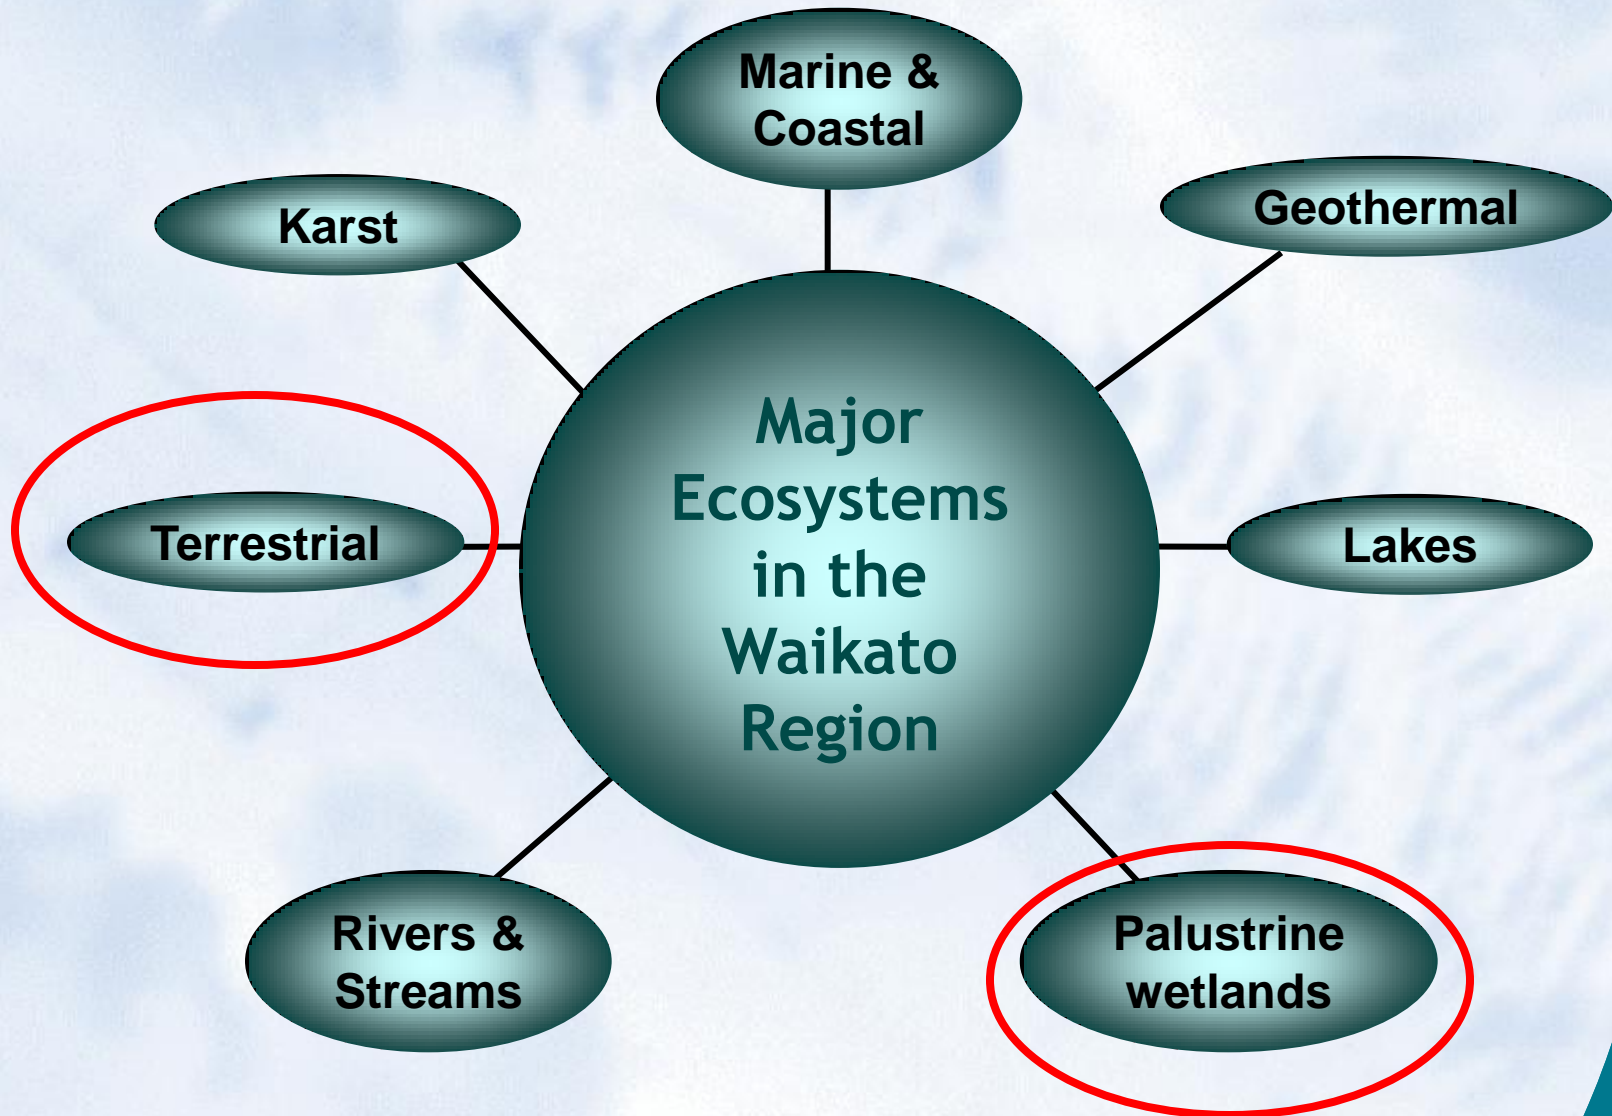 Marine &
Coastal
Karst
Geothermal
Major
Ecosystems
in the
Waikato
Region
Terrestrial
Lakes
Rivers &
Streams
Palustrine
wetlands